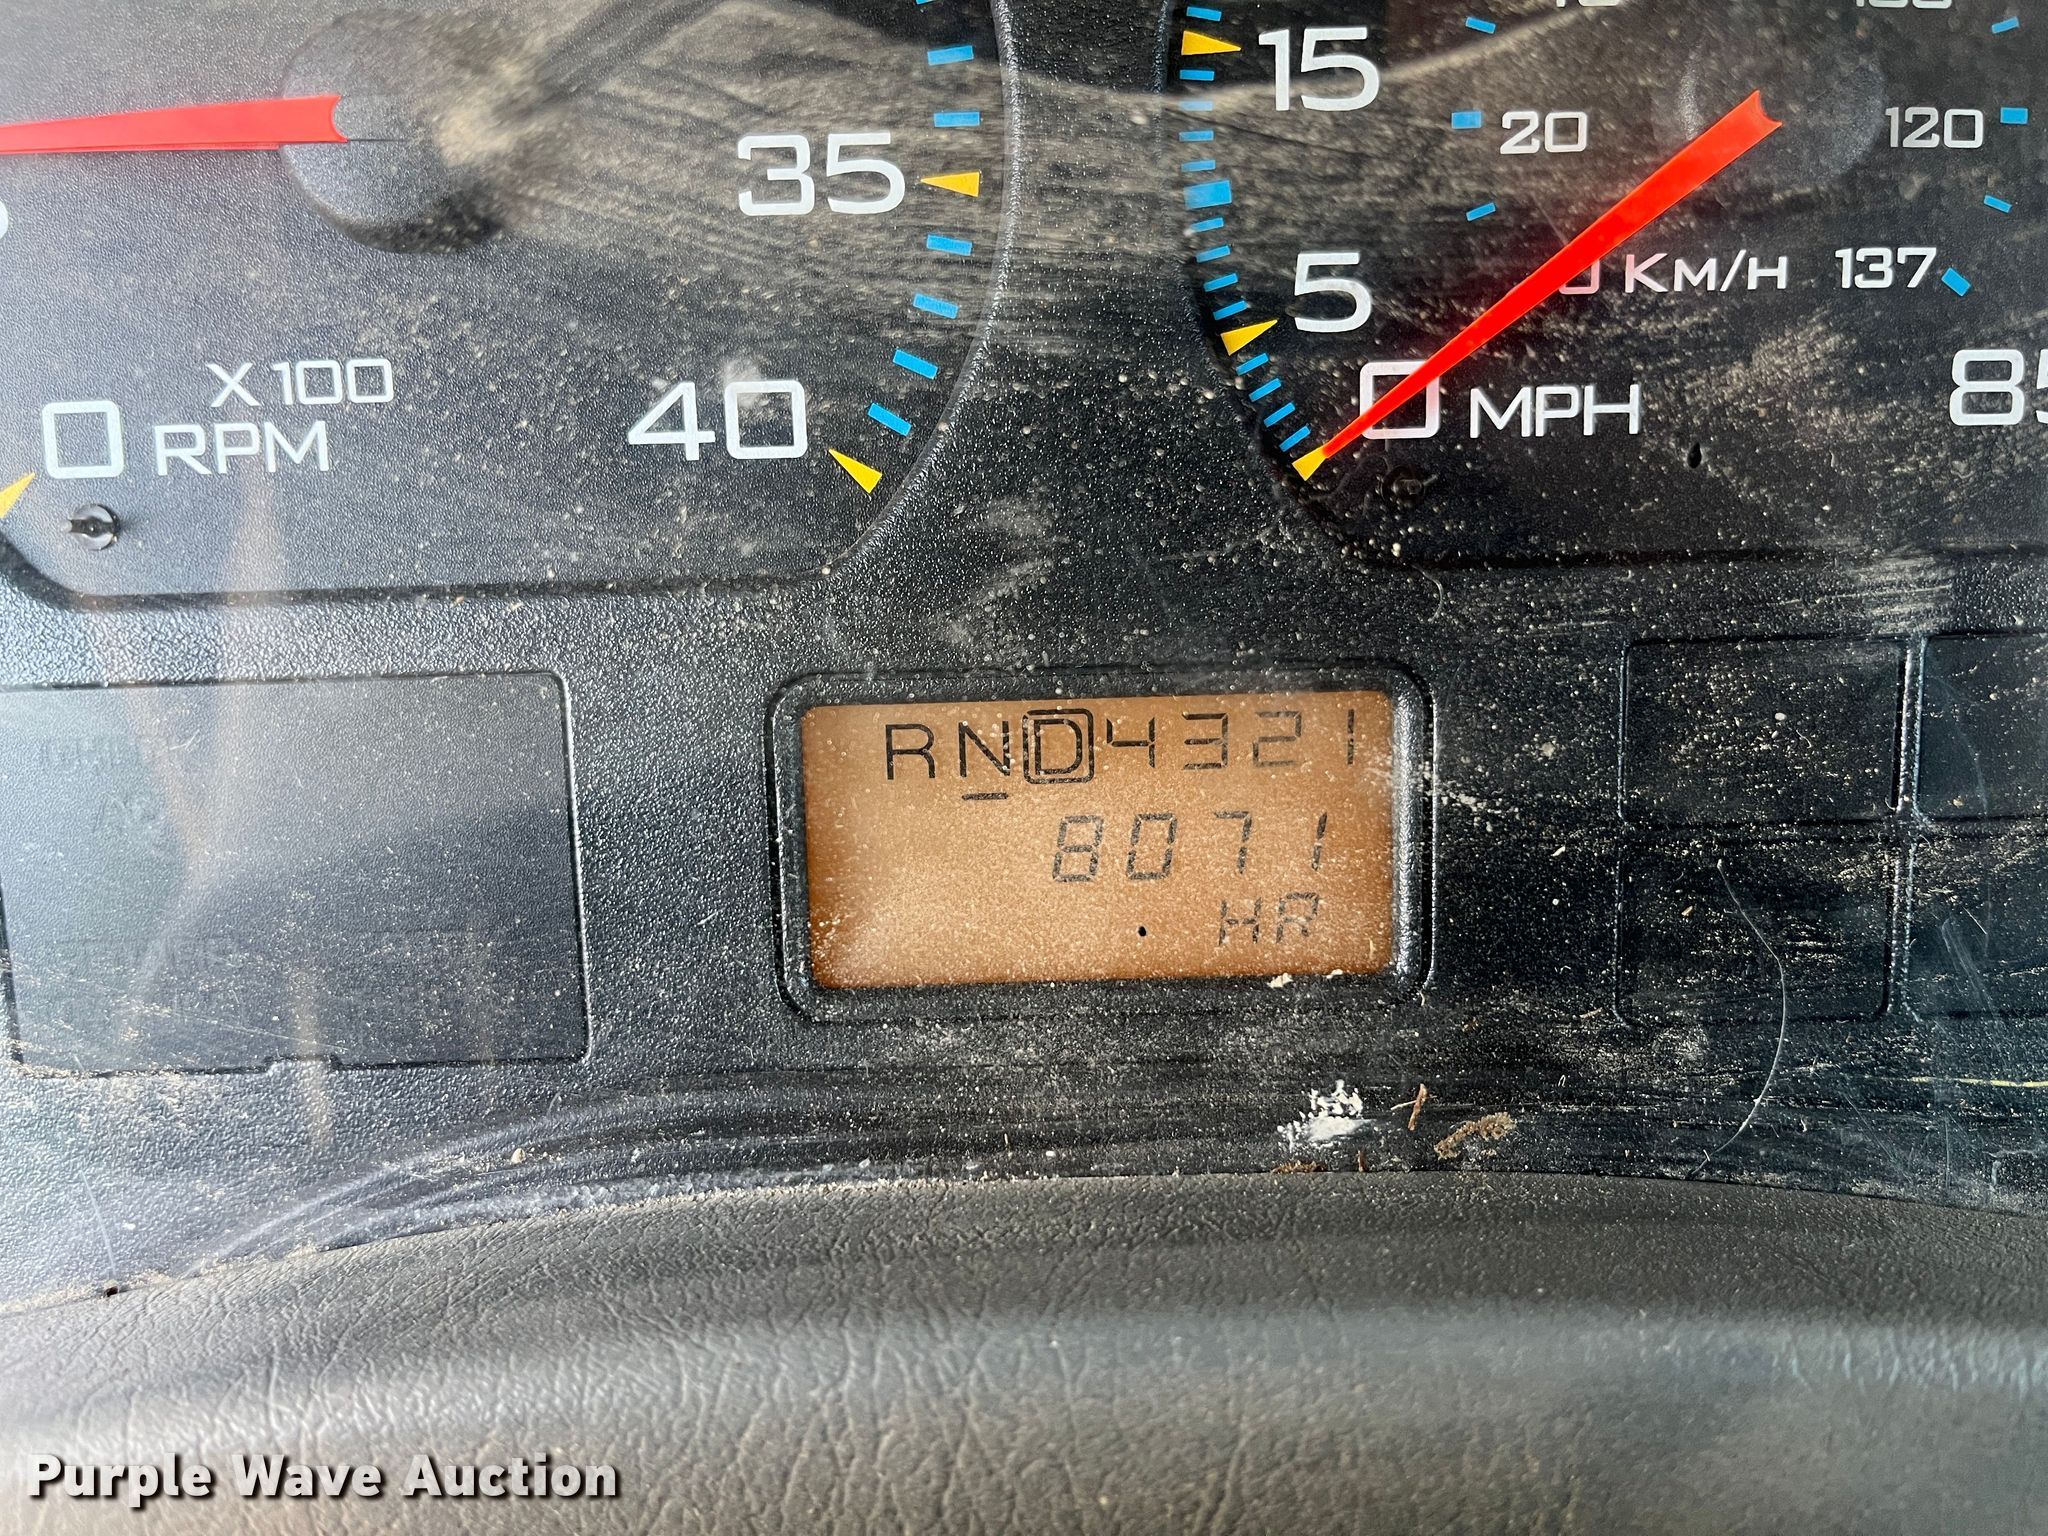 15
20
120
35
5
0 KM/H 137
X100
0 RPM
40
0 MPH
RND4321
8071
HR
Purple Wave Auction